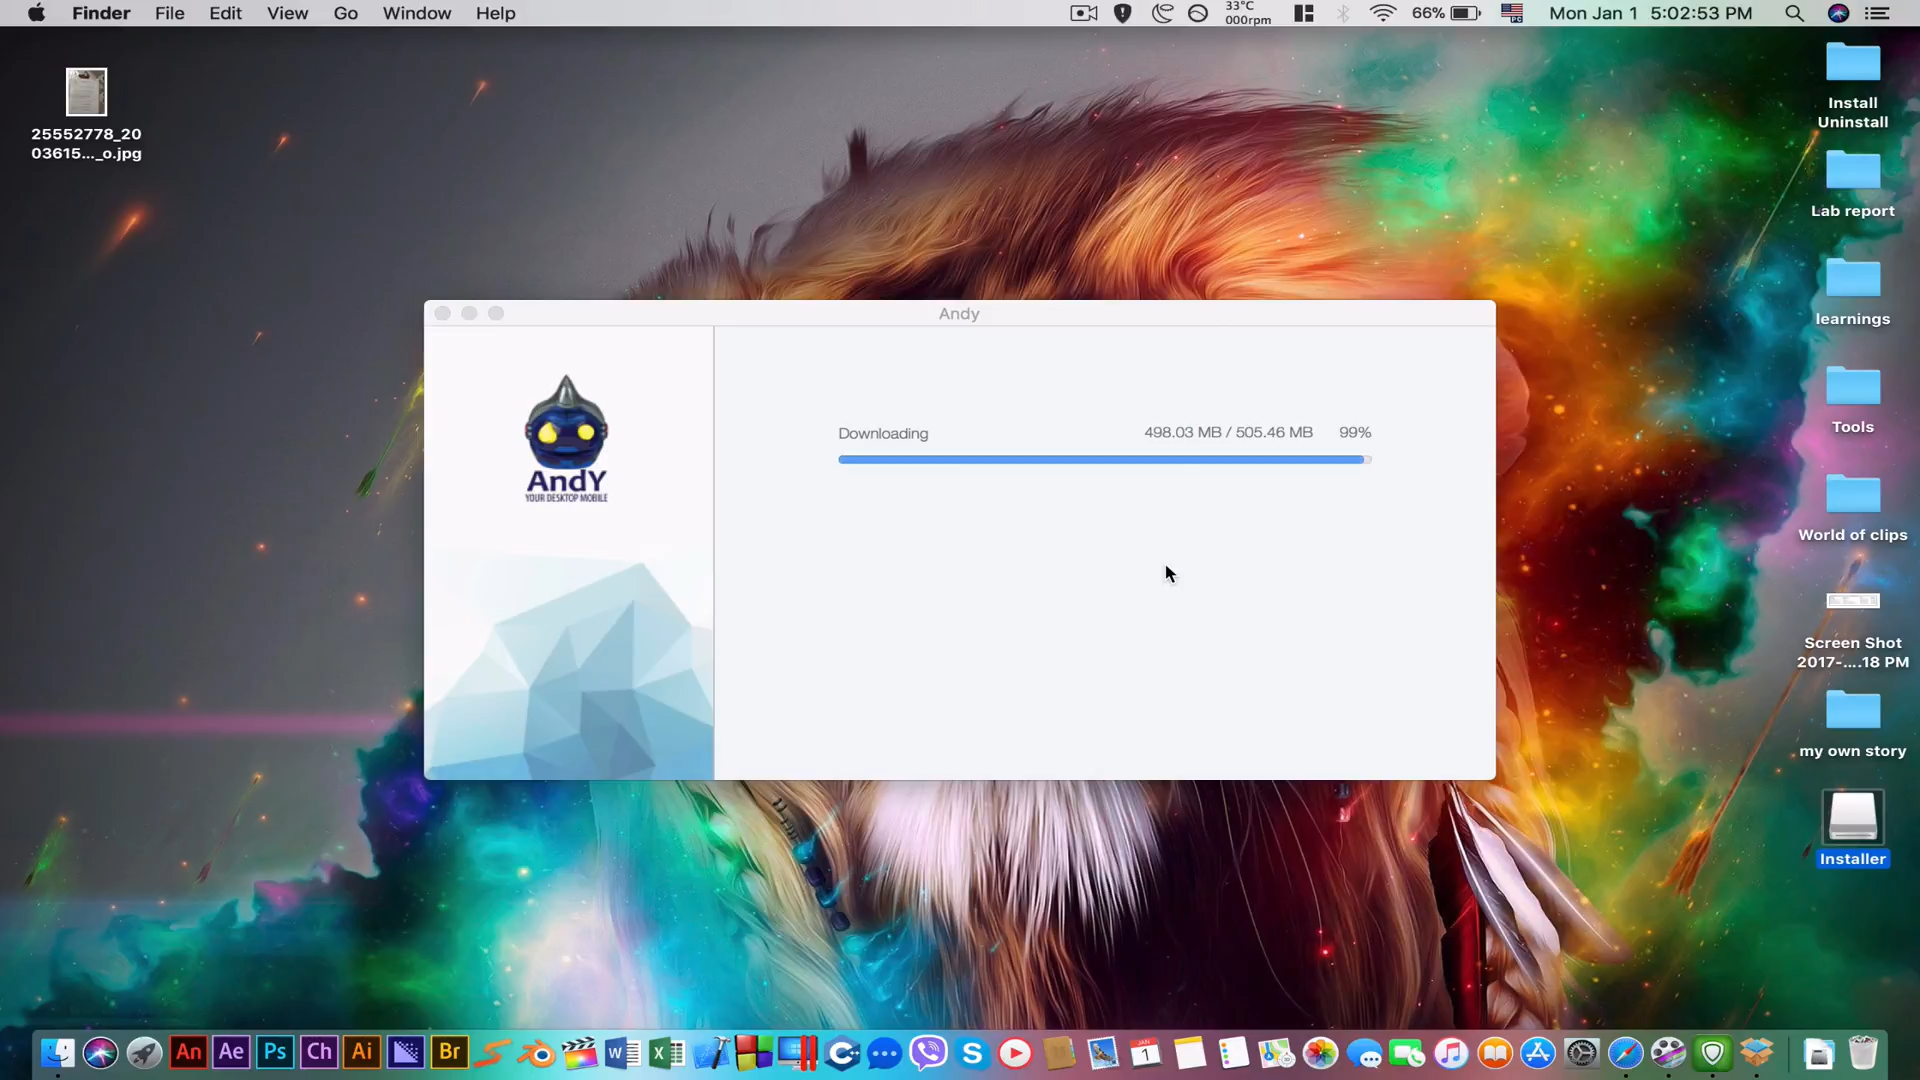 Finder File Edit View Go Window Help
33°C
000rpm
66%
Mon Jan 1 5:02:53 PM
25552778_20
03615..._o.jpg
Install
Uninstall
Lab report
learnings
Tools
World of clips
Screen Shot
2017-....18 PM
my own story
Installer
Andy
AndY
YOUR DESKTOP MOBILE
Downloading 498.03 MB / 505.46 MB 99%
An Ae Ps Ch Ai Br
1